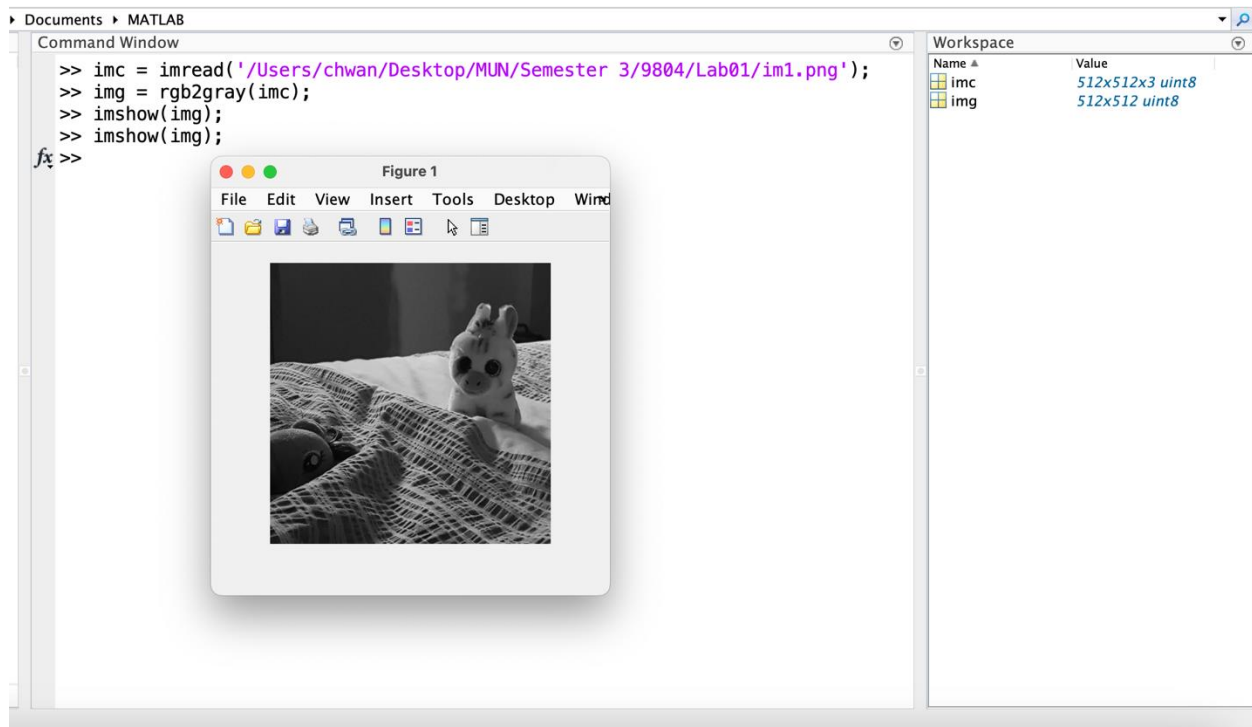 Documents ▸ MATLAB
Command Window
>> imc = imread('/Users/chwan/Desktop/MUN/Semester 3/9804/Lab01/im1.png');
>> img = rgb2gray(imc);
>> imshow(img);
>> imshow(img);
fx >>
Figure 1
File Edit View Insert Tools Desktop Wind
Workspace
Name Value
imc 512x512x3 uint8
img 512x512 uint8